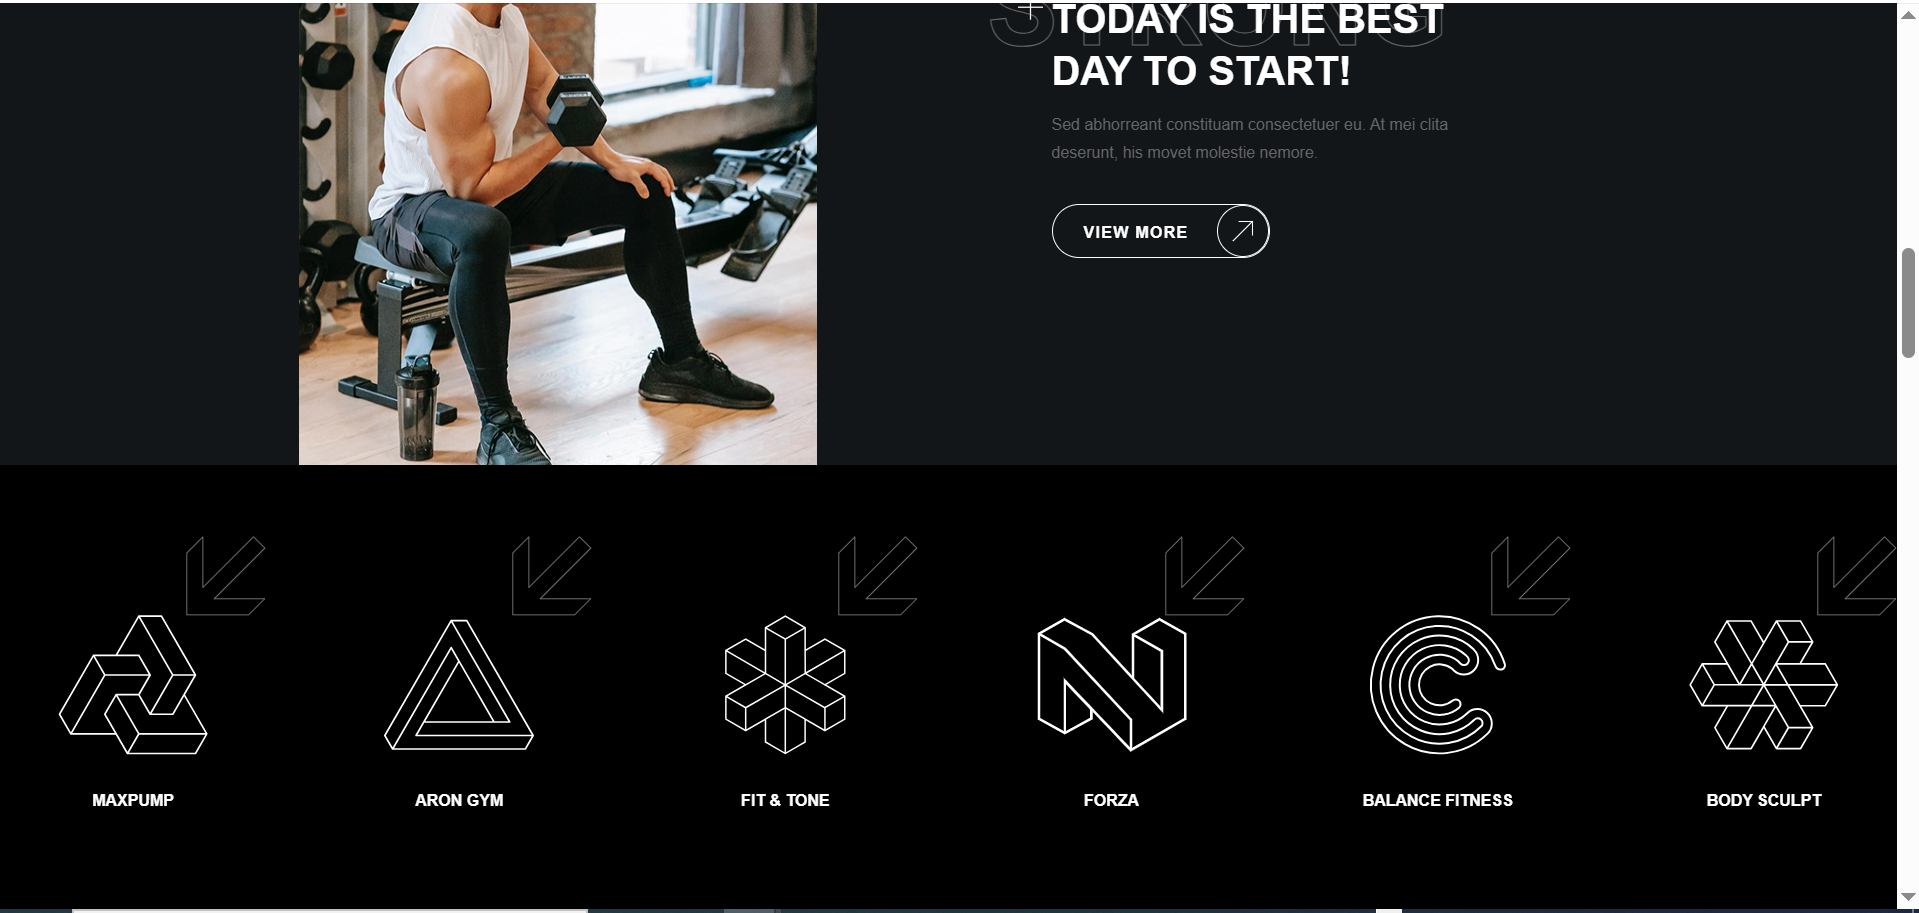 STRONG
TODAY IS THE BEST
DAY TO START!
Sed abhorreant constituam consectetuer eu. At mei clita
deserunt, his movet molestie nemore.
VIEW MORE
MAXPUMP
ARON GYM
FIT & TONE
FORZA
BALANCE FITNESS
BODY SCULPT